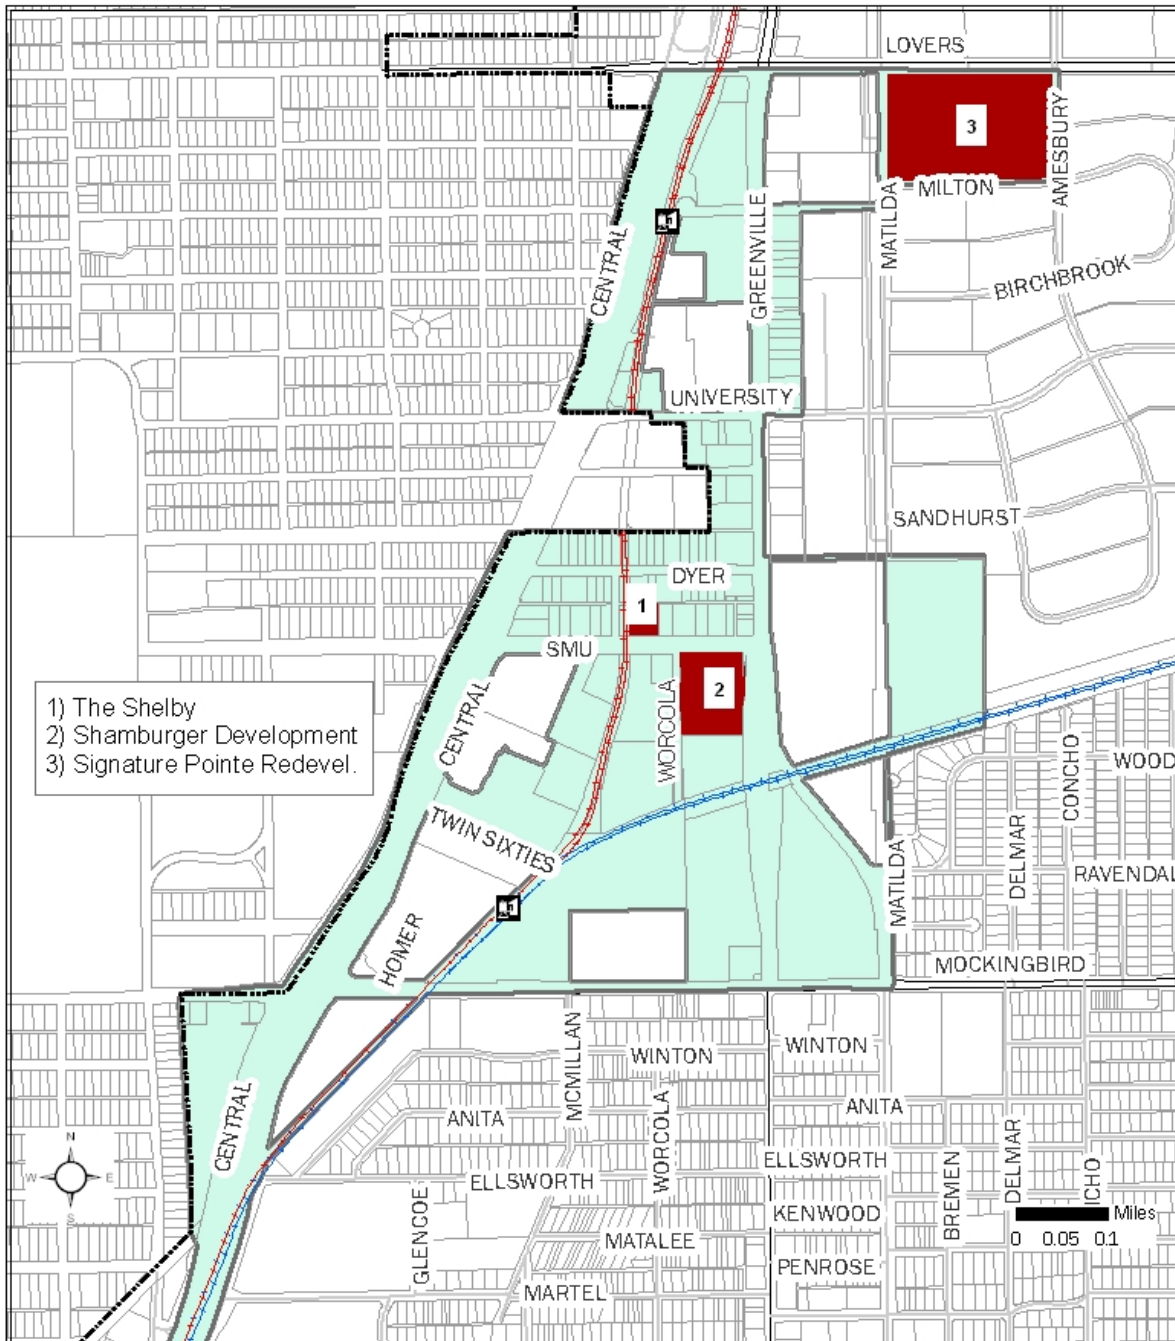 LOVERS
3
AMESBURY
MILTON
MATILDA
GREENVILLE
CENTRAL
BIRCHBROOK
UNIVERSITY
SANDHURST
DYER
1
SMU
2
WORCOLA
CENTRAL
1) The Shelby
2) Shamburger Development
3) Signature Pointe Redevel.
CONCHO
WOOD
DELMAR
TWIN SIXTIES
RAVENDAL
MATILDA
HOMER
MOCKINGBIRD
MCMILLAN
WINTON
WINTON
CENTRAL
ANITA
WORCOLA
ANITA
DELMAR
N
W E
S
ELLSWORTH
ELLSWORTH
BREMEN
ICHO
GLENCOE
KENWOOD
Miles
0 0.05 0.1
MATALEE
PENROSE
MARTEL